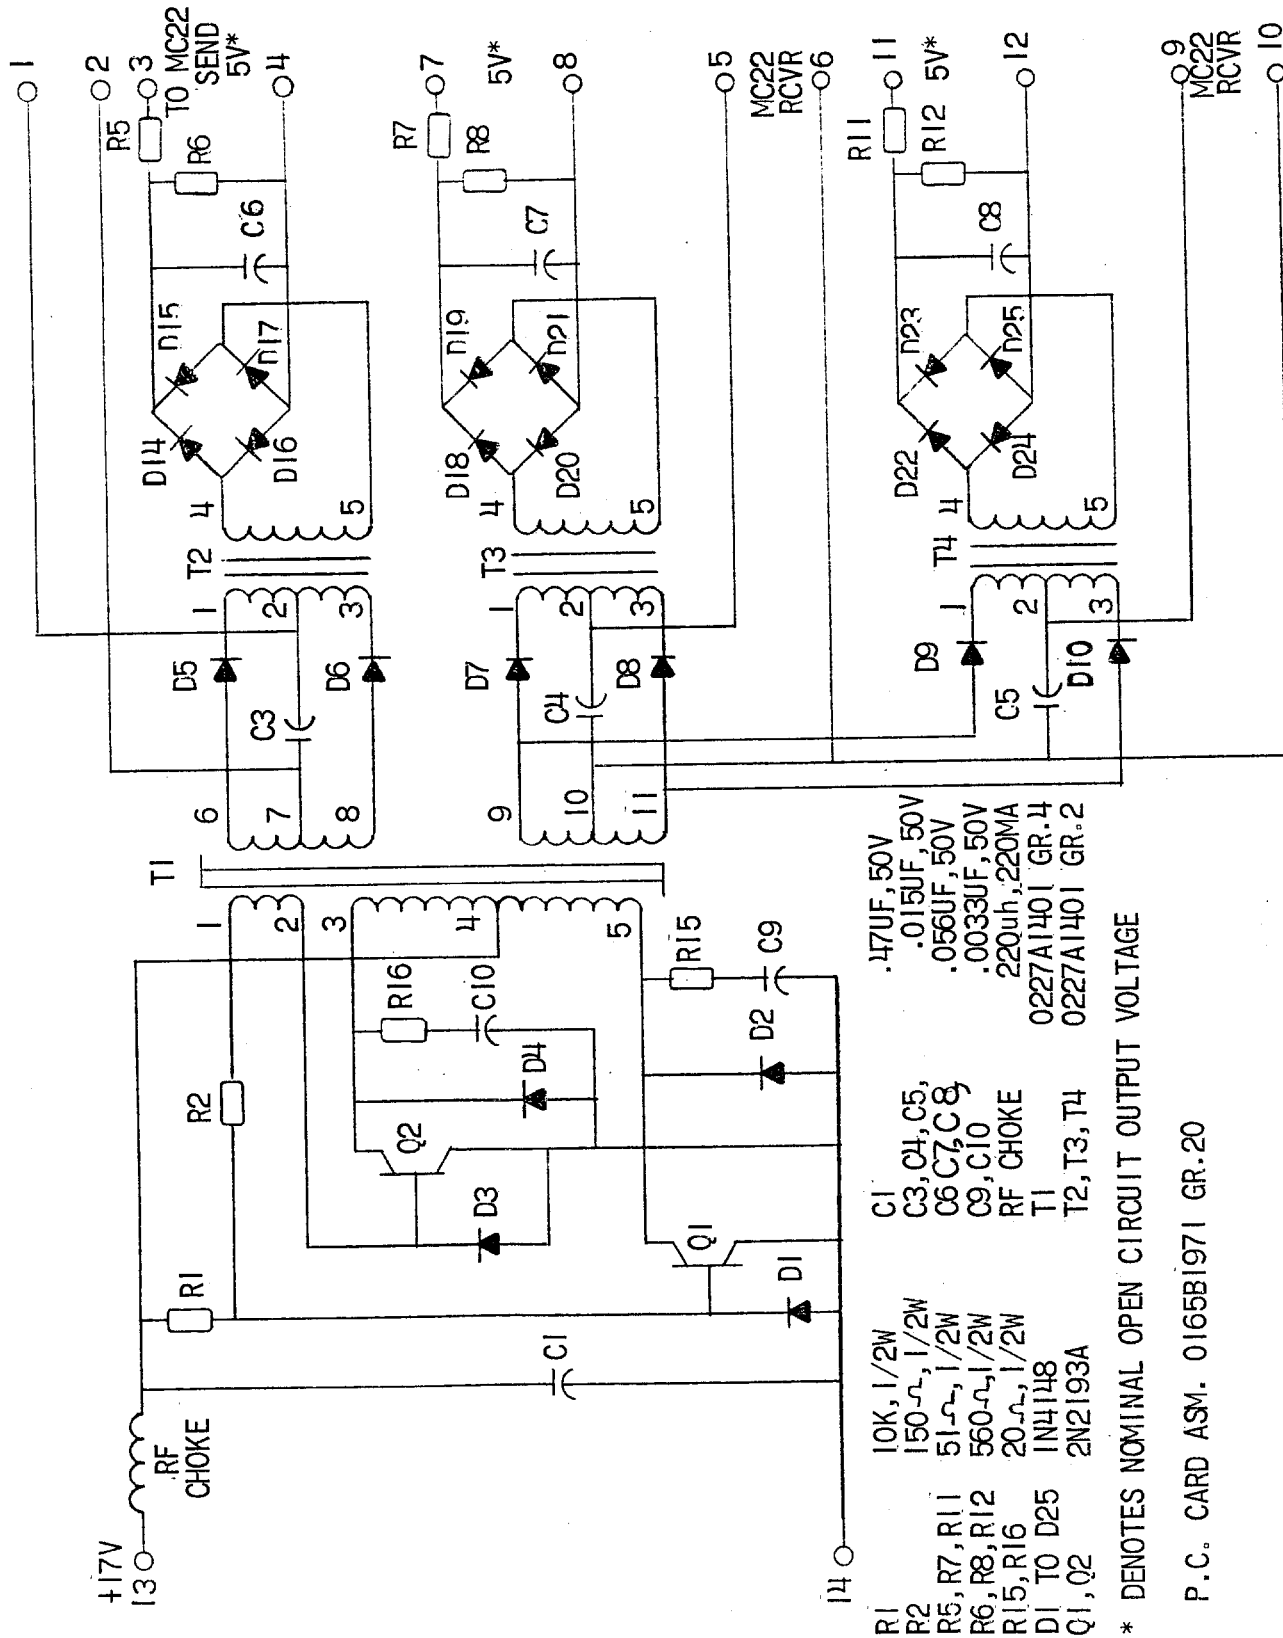 +17V
13
RF
CHOKE
R1
C1
R2
D1
Q1
D3
Q2
D4
D2
R16
C10
R15
C9
14
T1
1
2
3
4
5
6
7
8
9
10
11
C3
D5
D6
C4
D7
D8
C5
D9
D10
T2
1
2
3
4
5
T3
1
2
3
4
5
T4
1
2
3
4
5
D14
D15
D16
D17
D18
D19
D20
D21
D22
D23
D24
D25
C6
R6
R5
C7
R8
R7
C8
R12
R11
1
2
3
TO MC22
SEND
5V*
4
7
5V*
8
5
MC22
RCVR
6
11
5V*
12
9
MC22
RCVR
10
R1 10K, 1/2W
R2 150Ω, 1/2W
R5, R7, R11 51Ω, 1/2W
R6, R8, R12 560Ω, 1/2W
R15, R16 20Ω, 1/2W
D1 TO D25 1N4148
Q1, Q2 2N2193A
C1 .47UF, 50V
C3, C4, C5, .015UF, 50V
C6 C7, C8, .056UF, 50V
C9, C10 .0033UF, 50V
RF CHOKE 220uh, 220MA
T1 0227A1401 GR.4
T2, T3, T4 0227A1401 GR.2
* DENOTES NOMINAL OPEN CIRCUIT OUTPUT VOLTAGE
P.C. CARD ASM. 0165B1971 GR.20